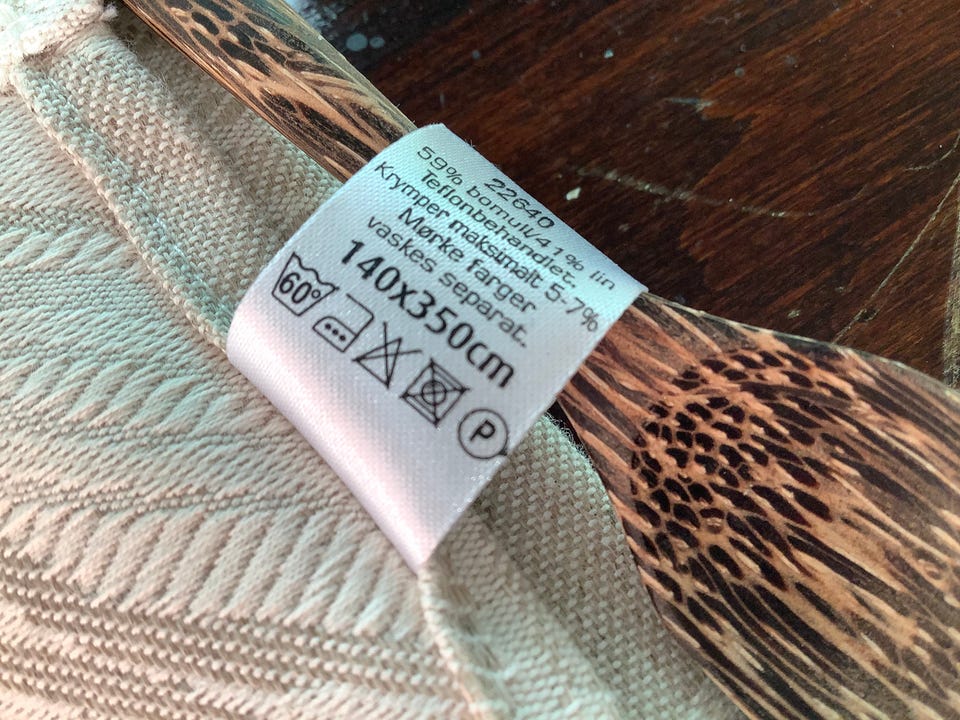 22640
59% bomull/41% lin
Teflonbehandlet.
Krymper maksimalt 5-7%
Mørke farger
vaskes separat.
140x350cm
60°
P